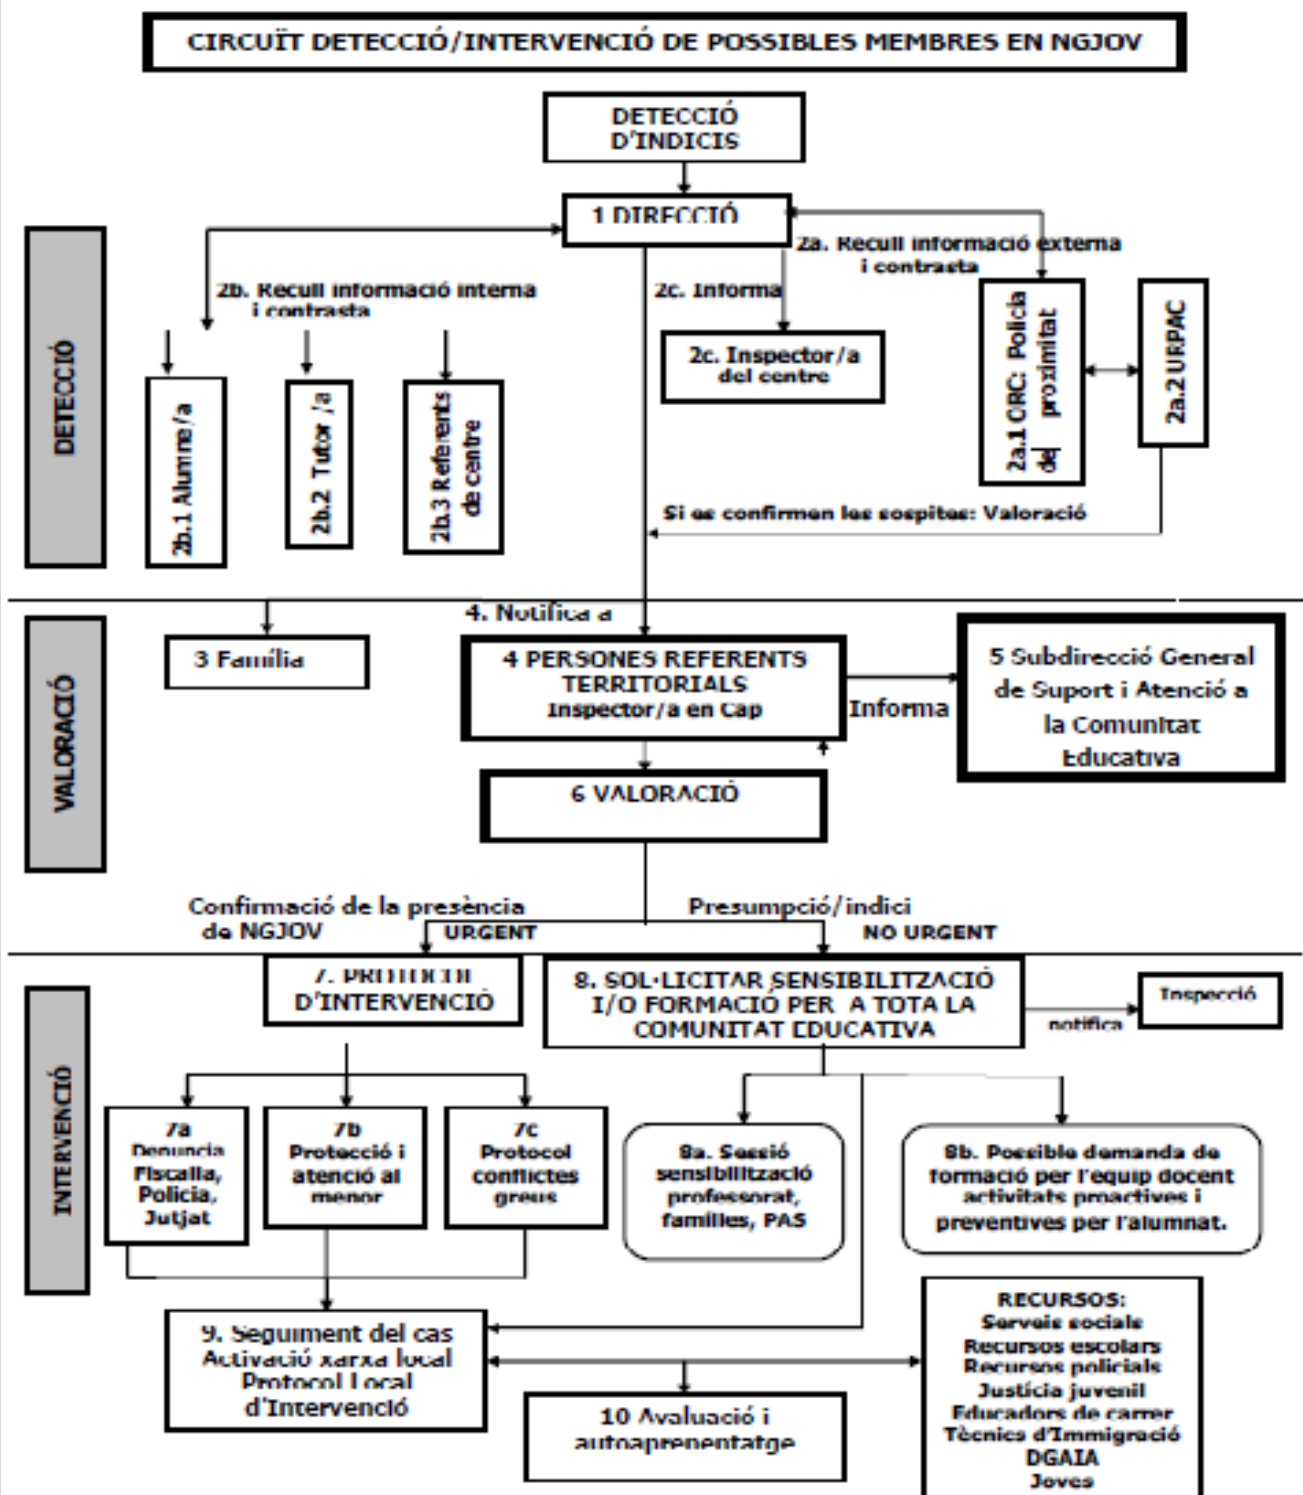 CIRCUÏT DETECCIÓ/INTERVENCIÓ DE POSSIBLES MEMBRES EN NGJOV
DETECCIÓ
D'INDICIS
1 DIRECCIÓ
2a. Recull informació externa
i contrasta
2b. Recull informació interna
i contrasta
2c. Informa
DETECCIÓ
2c. Inspector/a
del centre
2a.1 ORC: Policia
de proximitat
2a.2 URPAC
2b.1 Alumne/a
2b.2 Tutor /a
2b.3 Referents
de centre
Si es confirmen les sospites: Valoració
4. Notifica a
VALORACIÓ
3 Família
4 PERSONES REFERENTS
TERRITORIALS
Inspector/a en Cap
Informa
5 Subdirecció General
de Suport i Atenció a
la Comunitat
Educativa
6 VALORACIÓ
Confirmació de la presència
de NGJOV
URGENT
Presumpció/indici
NO URGENT
INTERVENCIÓ
7. PROTOCOL
D'INTERVENCIÓ
8. SOL·LICITAR SENSIBILITZACIÓ
I/O FORMACIÓ PER A TOTA LA
COMUNITAT EDUCATIVA
notifica
Inspecció
7a
Denuncia
Fiscalia,
Policia,
Jutjat
7b
Protecció i
atenció al
menor
7c
Protocol
conflictes
greus
8a. Sessió
sensibilització
professorat,
famílies, PAS
8b. Possible demanda de
formació per l'equip docent
activitats proactives i
preventives per l'alumnat.
9. Seguiment del cas
Activació xarxa local
Protocol Local
d'Intervenció
10 Avaluació i
autoaprenentatge
RECURSOS:
Serveis socials
Recursos escolars
Recursos policials
Justícia juvenil
Educadors de carrer
Tècnics d'Immigració
DGAIA
Joves